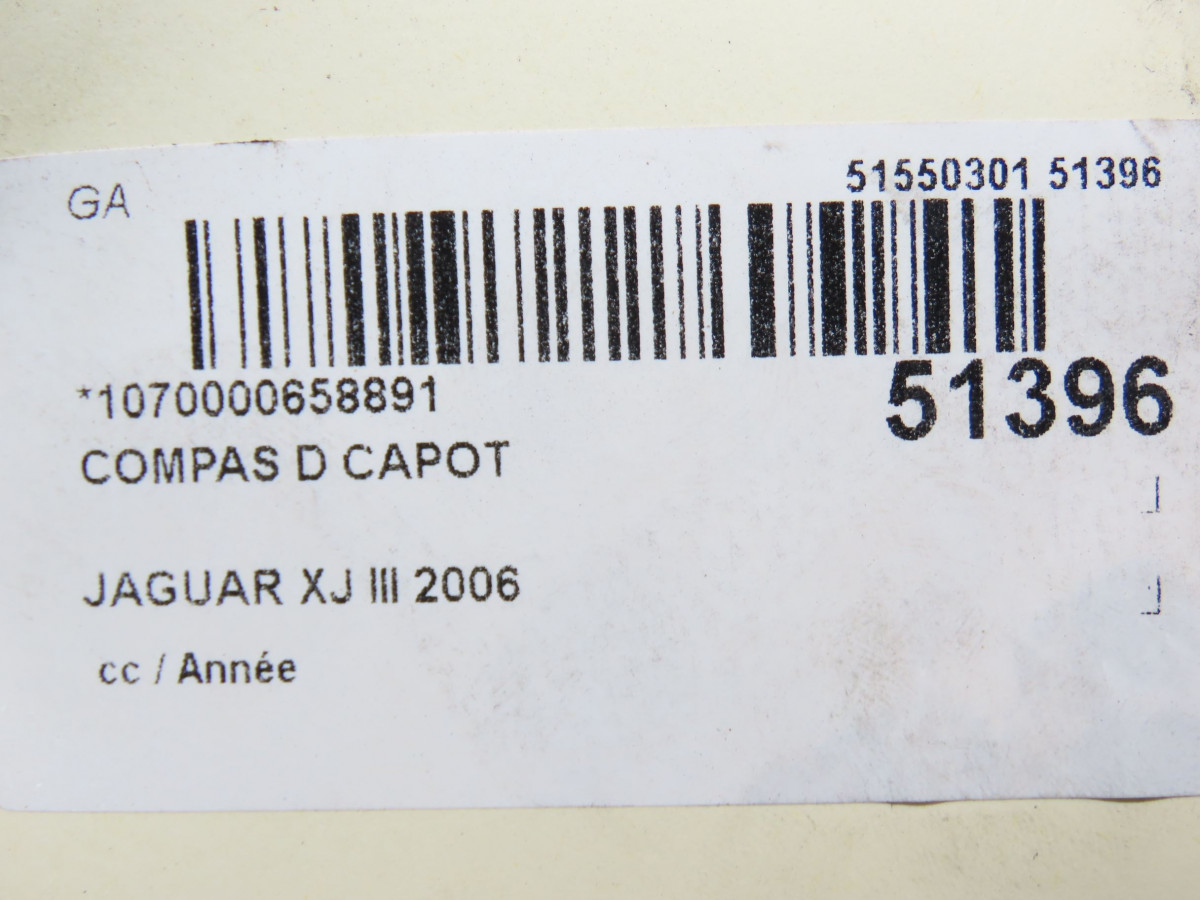 GA
51550301 51396
*1070000658891
51396
COMPAS D CAPOT
JAGUAR XJ III 2006
cc / Année